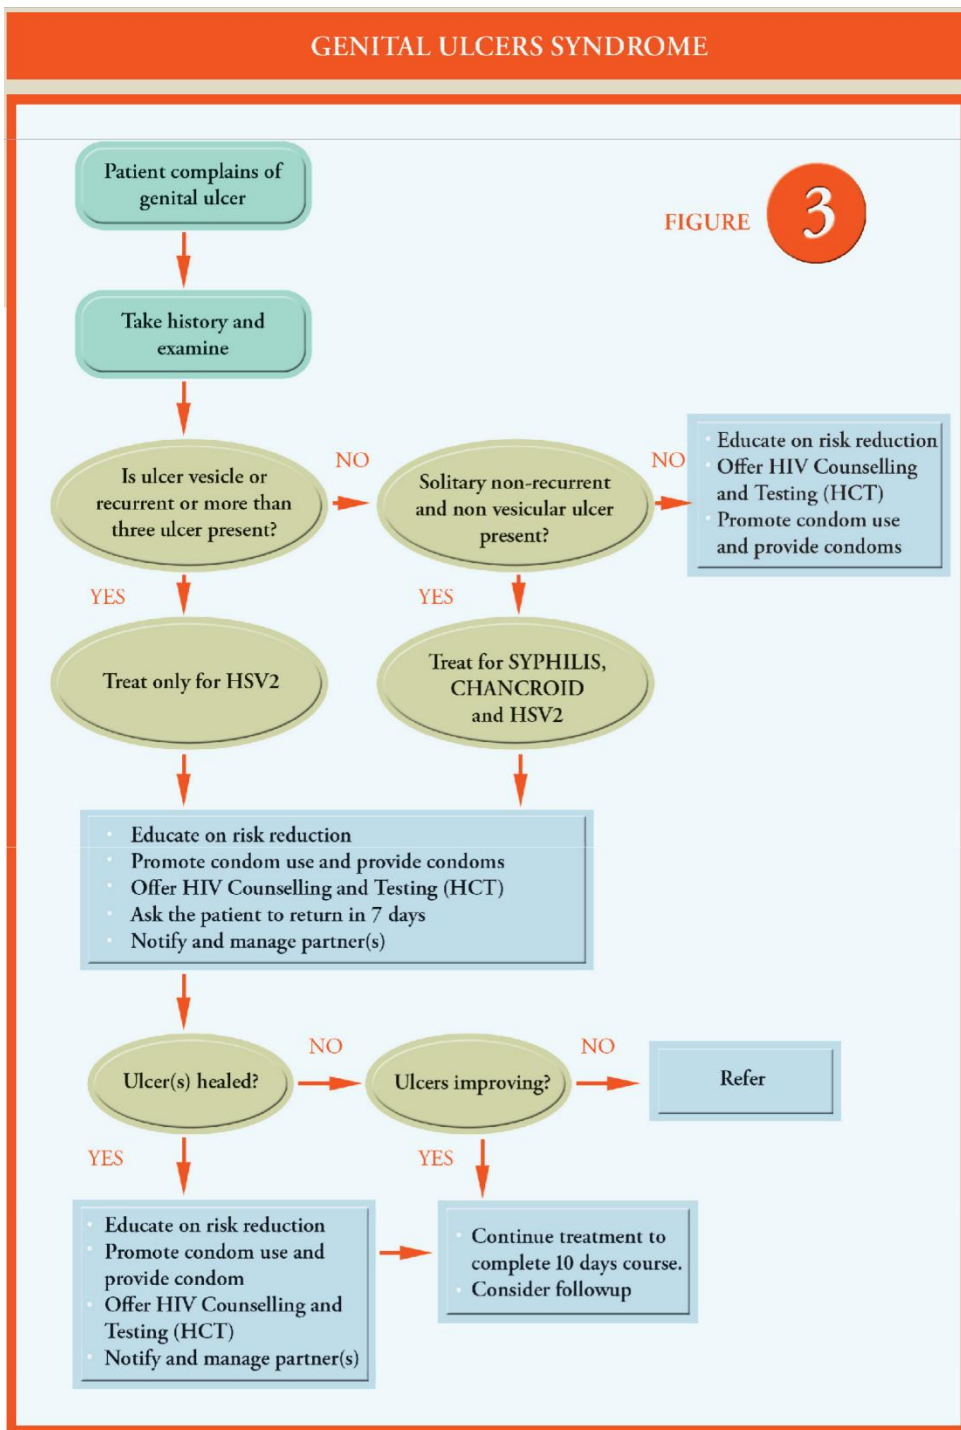 GENITAL ULCERS SYNDROME
FIGURE 3
Patient complains of
genital ulcer
Take history and
examine
Is ulcer vesicle or
recurrent or more than
three ulcer present?
NO
Solitary non-recurrent
and non vesicular ulcer
present?
NO
• Educate on risk reduction
• Offer HIV Counselling
and Testing (HCT)
• Promote condom use
and provide condoms
YES
YES
Treat only for HSV2
Treat for SYPHILIS,
CHANCROID
and HSV2
• Educate on risk reduction
• Promote condom use and provide condoms
• Offer HIV Counselling and Testing (HCT)
• Ask the patient to return in 7 days
• Notify and manage partner(s)
Ulcer(s) healed?
NO
Ulcers improving?
NO
Refer
YES
YES
• Educate on risk reduction
• Promote condom use and
provide condom
• Offer HIV Counselling and
Testing (HCT)
• Notify and manage partner(s)
• Continue treatment to
complete 10 days course.
• Consider followup